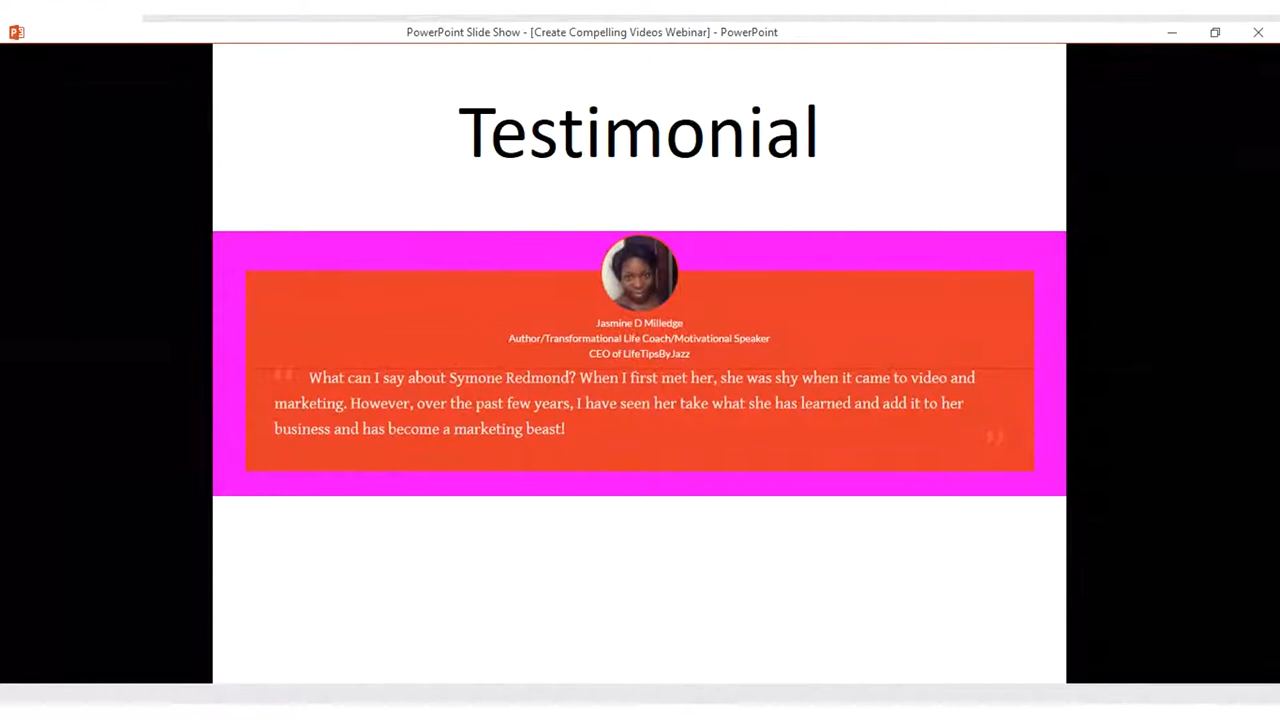 PowerPoint Slide Show - [Create Compelling Videos Webinar] - PowerPoint
Testimonial
Jasmine D Milledge
Author/Transformational Life Coach/Motivational Speaker
CEO of LifeTipsByJazz
“ What can I say about Symone Redmond? When I first met her, she was shy when it came to video and
marketing. However, over the past few years, I have seen her take what she has learned and add it to her
business and has become a marketing beast! ”